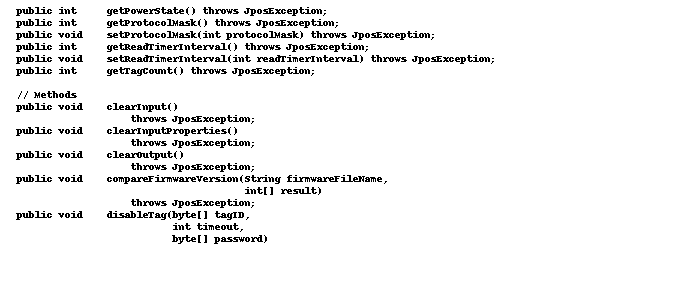 public int     getPowerState() throws JposException;
public int     getProtocolMask() throws JposException;
public void    setProtocolMask(int protocolMask) throws JposException;
public int     getReadTimerInterval() throws JposException;
public void    setReadTimerInterval(int readTimerInterval) throws JposException;
public int     getTagCount() throws JposException;

// Methods
public void    clearInput()
                   throws JposException;
public void    clearInputProperties()
                   throws JposException;
public void    clearOutput()
                   throws JposException;
public void    compareFirmwareVersion(String firmwareFileName,
                                      int[] result)
                   throws JposException;
public void    disableTag(byte[] tagID,
                          int timeout,
                          byte[] password)